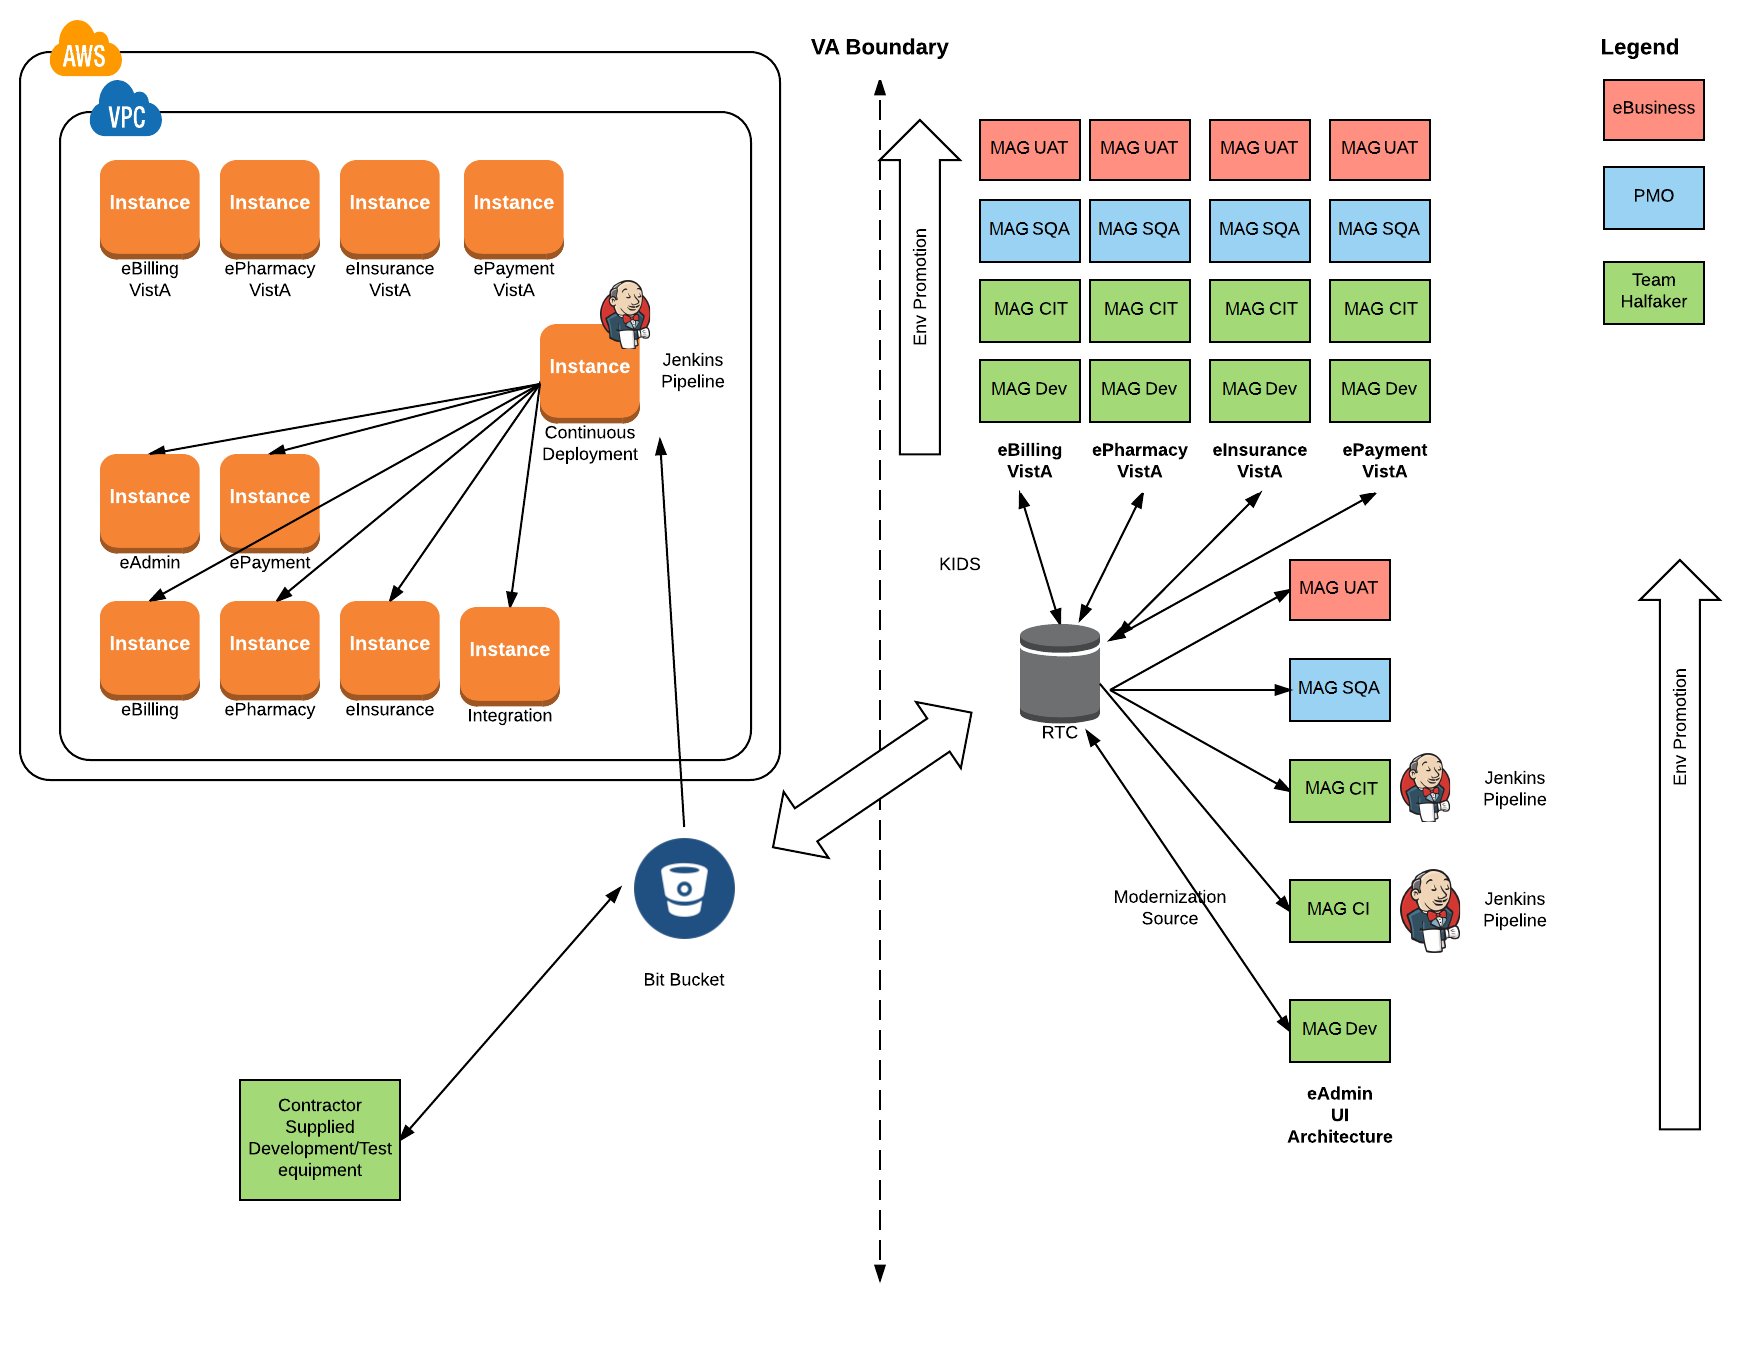 AWS
VPC
Instance
Instance
Instance
Instance
eBilling
VistA
ePharmacy
VistA
eInsurance
VistA
ePayment
VistA
Instance
Jenkins
Pipeline
Continuous
Deployment
Instance
Instance
eAdmin
ePayment
Instance
Instance
Instance
Instance
eBilling
ePharmacy
eInsurance
Integration
Bit Bucket
Contractor
Supplied
Development/Test
equipment
VA Boundary
Env Promotion
MAG UAT
MAG UAT
MAG UAT
MAG UAT
MAG SQA
MAG SQA
MAG SQA
MAG SQA
MAG CIT
MAG CIT
MAG CIT
MAG CIT
MAG Dev
MAG Dev
MAG Dev
MAG Dev
eBilling
VistA
ePharmacy
VistA
eInsurance
VistA
ePayment
VistA
KIDS
RTC
MAG UAT
MAG SQA
MAG CIT
Jenkins
Pipeline
MAG CI
Jenkins
Pipeline
Modernization
Source
MAG Dev
eAdmin
UI
Architecture
Env Promotion
Legend
eBusiness
PMO
Team
Halfaker